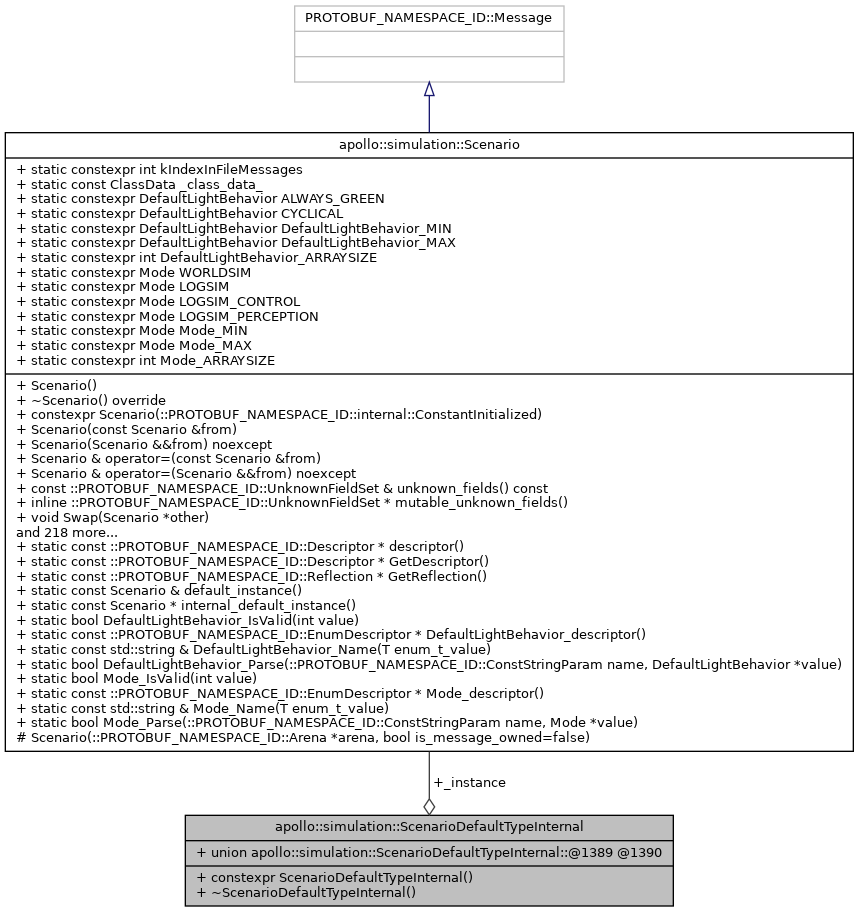 PROTOBUF_NAMESPACE_ID::Message
apollo::simulation::Scenario
+ static constexpr int kIndexInFileMessages
+ static const ClassData _class_data_
+ static constexpr DefaultLightBehavior ALWAYS_GREEN
+ static constexpr DefaultLightBehavior CYCLICAL
+ static constexpr DefaultLightBehavior DefaultLightBehavior_MIN
+ static constexpr DefaultLightBehavior DefaultLightBehavior_MAX
+ static constexpr int DefaultLightBehavior_ARRAYSIZE
+ static constexpr Mode WORLDSIM
+ static constexpr Mode LOGSIM
+ static constexpr Mode LOGSIM_CONTROL
+ static constexpr Mode LOGSIM_PERCEPTION
+ static constexpr Mode Mode_MIN
+ static constexpr Mode Mode_MAX
+ static constexpr int Mode_ARRAYSIZE
+ Scenario()
+ ~Scenario() override
+ constexpr Scenario(::PROTOBUF_NAMESPACE_ID::internal::ConstantInitialized)
+ Scenario(const Scenario &from)
+ Scenario(Scenario &&from) noexcept
+ Scenario & operator=(const Scenario &from)
+ Scenario & operator=(Scenario &&from) noexcept
+ const ::PROTOBUF_NAMESPACE_ID::UnknownFieldSet & unknown_fields() const
+ inline ::PROTOBUF_NAMESPACE_ID::UnknownFieldSet * mutable_unknown_fields()
+ void Swap(Scenario *other)
and 218 more...
+ static const ::PROTOBUF_NAMESPACE_ID::Descriptor * descriptor()
+ static const ::PROTOBUF_NAMESPACE_ID::Descriptor * GetDescriptor()
+ static const ::PROTOBUF_NAMESPACE_ID::Reflection * GetReflection()
+ static const Scenario & default_instance()
+ static const Scenario * internal_default_instance()
+ static bool DefaultLightBehavior_IsValid(int value)
+ static const ::PROTOBUF_NAMESPACE_ID::EnumDescriptor * DefaultLightBehavior_descriptor()
+ static const std::string & DefaultLightBehavior_Name(T enum_t_value)
+ static bool DefaultLightBehavior_Parse(::PROTOBUF_NAMESPACE_ID::ConstStringParam name, DefaultLightBehavior *value)
+ static bool Mode_IsValid(int value)
+ static const ::PROTOBUF_NAMESPACE_ID::EnumDescriptor * Mode_descriptor()
+ static const std::string & Mode_Name(T enum_t_value)
+ static bool Mode_Parse(::PROTOBUF_NAMESPACE_ID::ConstStringParam name, Mode *value)
# Scenario(::PROTOBUF_NAMESPACE_ID::Arena *arena, bool is_message_owned=false)
+_instance
apollo::simulation::ScenarioDefaultTypeInternal
+ union apollo::simulation::ScenarioDefaultTypeInternal::@1389 @1390
+ constexpr ScenarioDefaultTypeInternal()
+ ~ScenarioDefaultTypeInternal()